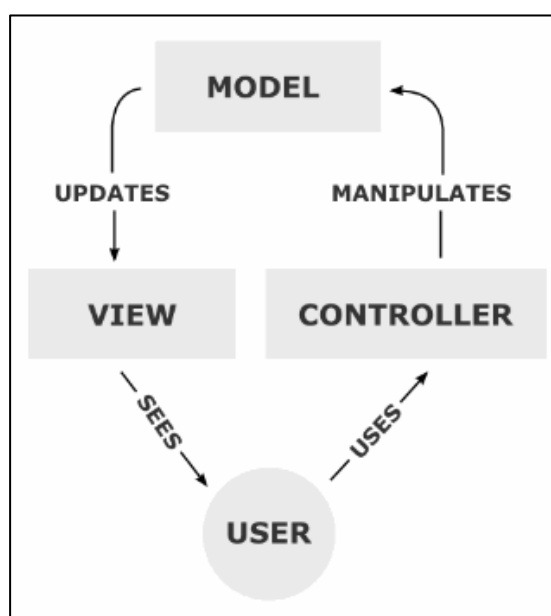 MODEL
UPDATES
MANIPULATES
VIEW
CONTROLLER
SEES
USES
USER